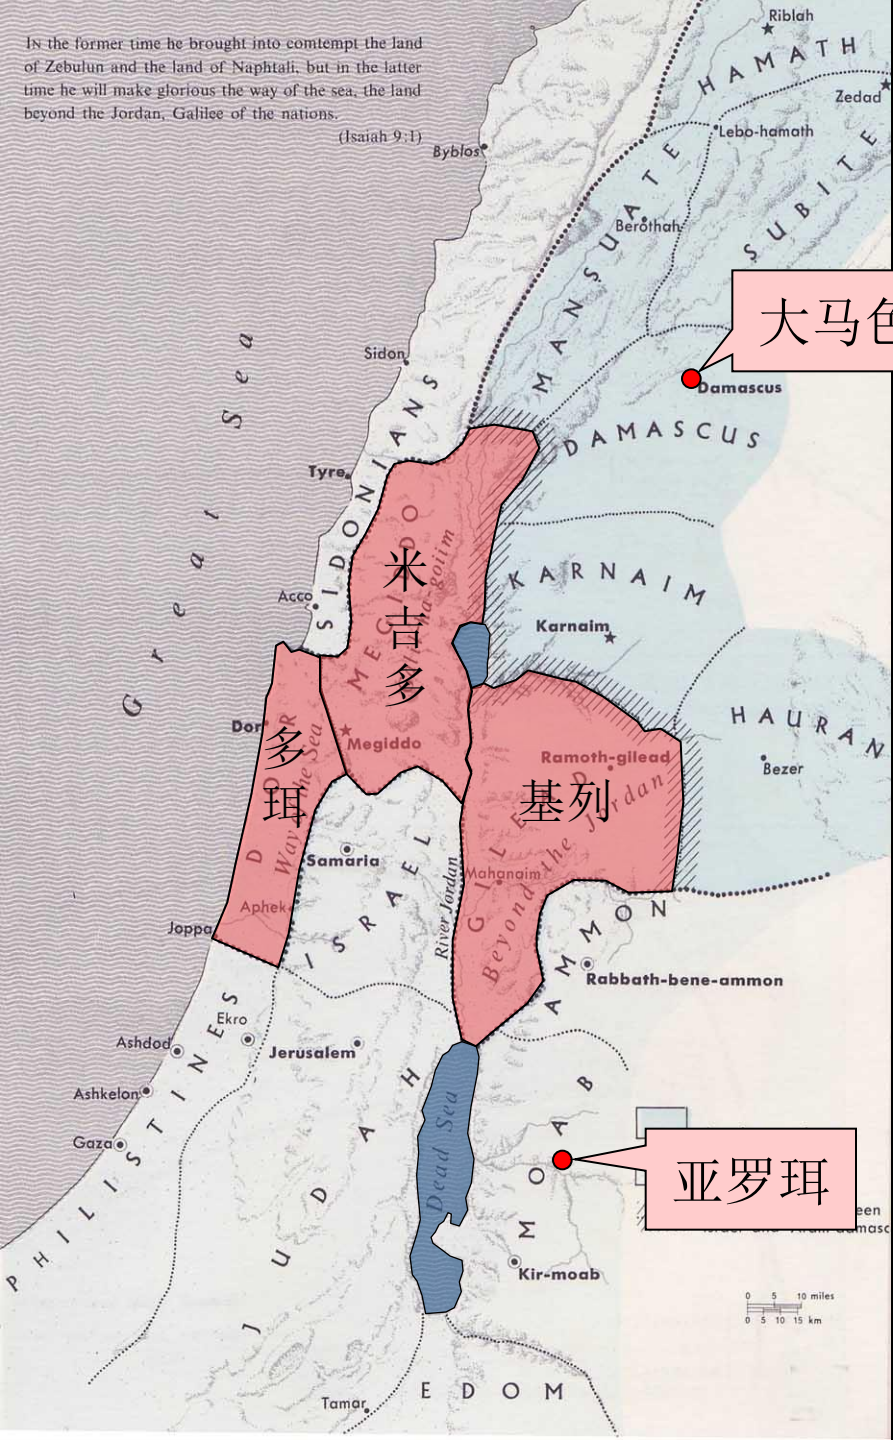 IN the former time he brought into comtempt the land
of Zebulun and the land of Naphtali, but in the latter
time he will make glorious the way of the sea, the land
beyond the Jordan, Galilee of the nations.
(Isaiah 9:1)
Riblah
HAMATH
Zedad
Lebo-hamath
Byblos
MANSUATE
SUBITE
Berothah
大马色
Sidon
Damascus
DAMASCUS
Great Sea
SIDONIANS
Tyre
米吉多
MEGIDDO
KARNAIM
Acco
Karnaim
HAURAN
Dor
多珥
DOR
Way of the Sea
Megiddo
Ramoth-gilead
Bezer
基列
GILEAD
Beyond the Jordan
Samaria
Mahanaim
River Jordan
ISRAEL
Aphek
Joppa
AMMON
Rabbath-bene-ammon
PHILISTINES
Ekro
Ashdod
Jerusalem
JUDAH
Ashkelon
Gaza
Dead Sea
MOAB
亚罗珥
Kir-moab
0 5 10 miles
0 5 10 15 km
EDOM
Tamar